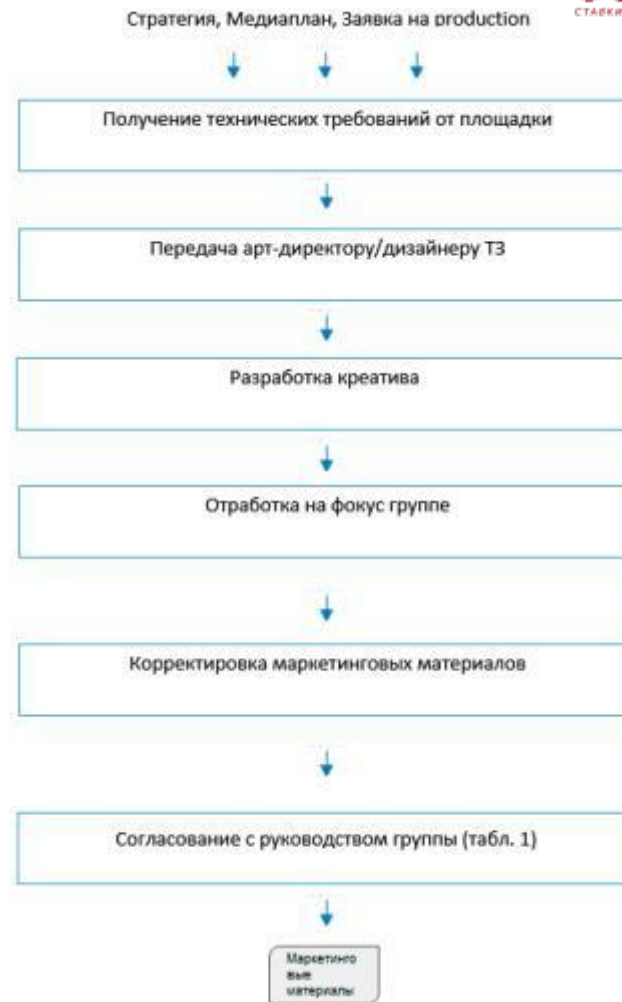 СТАВКИ
Стратегия, Медиаплан, Заявка на production
Получение технических требований от площадки
Передача арт-директору/дизайнеру ТЗ
Разработка креатива
Отработка на фокус группе
Корректировка маркетинговых материалов
Согласование с руководством группы (табл. 1)
Маркетинго
вые
материалы